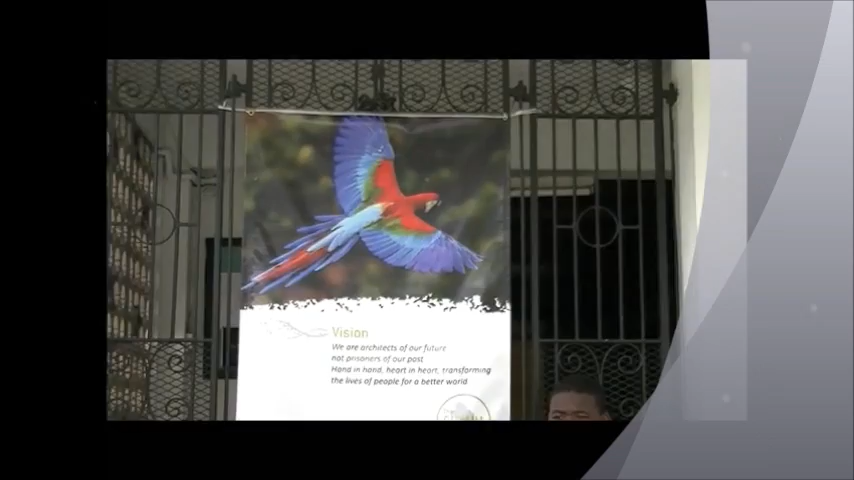 Vision
We are architects of our future
not prisoners of our past
Hand in hand, heart in heart, transforming
the lives of people for a better world